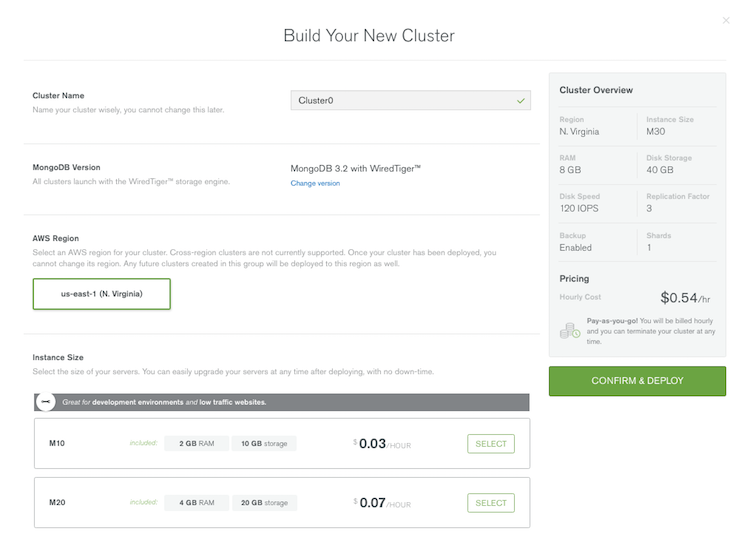 Build Your New Cluster
Cluster Name
Name your cluster wisely, you cannot change this later.
Cluster0
MongoDB Version
All clusters launch with the WiredTiger™ storage engine.
MongoDB 3.2 with WiredTiger™
Change version
AWS Region
Select an AWS region for your cluster. Cross-region clusters are not currently supported. Once your cluster has been deployed, you
cannot change its region. Any future clusters created in this group will be deployed to this region as well.
us-east-1 (N. Virginia)
Instance Size
Select the size of your servers. You can easily upgrade your servers at any time after deploying, with no down-time.
Great for development environments and low traffic websites.
M10 included: 2 GB RAM 10 GB storage $ 0.03/HOUR SELECT
M20 included: 4 GB RAM 20 GB storage $ 0.07/HOUR SELECT
Cluster Overview
Region Instance Size
N. Virginia M30
RAM Disk Storage
8 GB 40 GB
Disk Speed Replication Factor
120 IOPS 3
Backup Shards
Enabled 1
Pricing
Hourly Cost $0.54/hr
Pay-as-you-go! You will be billed hourly
and you can terminate your cluster at any
time.
CONFIRM & DEPLOY